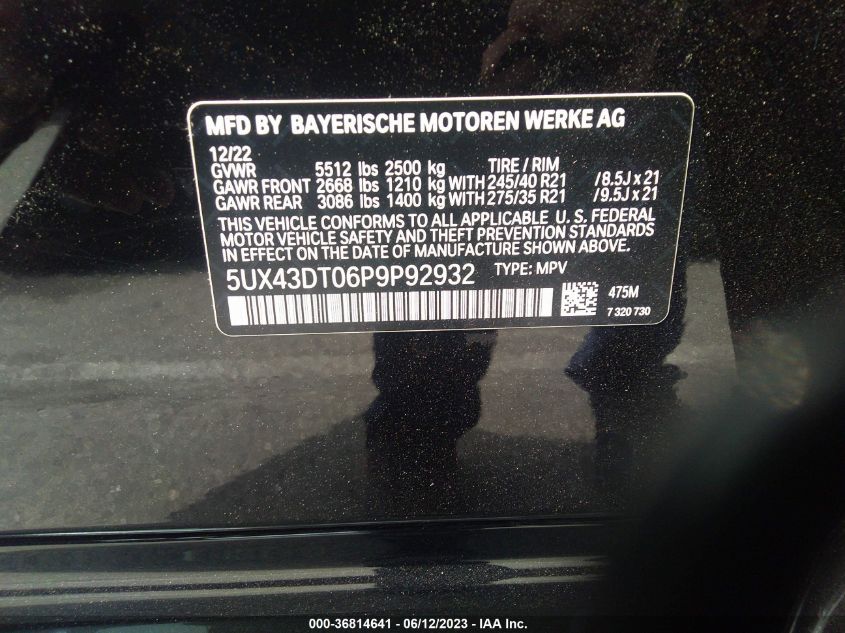 MFD BY BAYERISCHE MOTOREN WERKE AG
12/22
GVWR 5512 lbs 2500 kg TIRE / RIM
GAWR FRONT 2668 lbs 1210 kg WITH 245/40 R21 /8.5J x 21
GAWR REAR 3086 lbs 1400 kg WITH 275/35 R21 /9.5J x 21
THIS VEHICLE CONFORMS TO ALL APPLICABLE U. S. FEDERAL
MOTOR VEHICLE SAFETY AND THEFT PREVENTION STANDARDS
IN EFFECT ON THE DATE OF MANUFACTURE SHOWN ABOVE.
5UX43DT06P9P92932 TYPE: MPV
475M
7 320 730
000-36814641 - 06/12/2023 - IAA Inc.